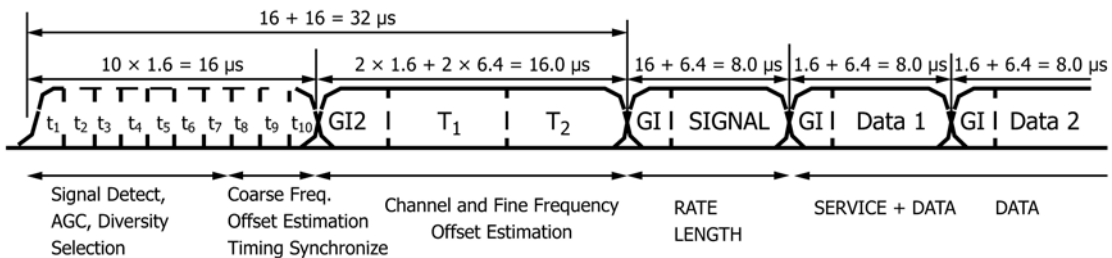 16 + 16 = 32 μs
10 × 1.6 = 16 μs
2 × 1.6 + 2 × 6.4 = 16.0 μs
16 + 6.4 = 8.0 μs
1.6 + 6.4 = 8.0 μs
1.6 + 6.4 = 8.0 μs
t1 t2 t3 t4 t5 t6 t7 t8 t9 t10 GI2 T1 T2 GI SIGNAL GI Data 1 GI Data 2
Signal Detect,
AGC, Diversity
Selection
Coarse Freq.
Offset Estimation
Timing Synchronize
Channel and Fine Frequency
Offset Estimation
RATE
LENGTH
SERVICE + DATA
DATA